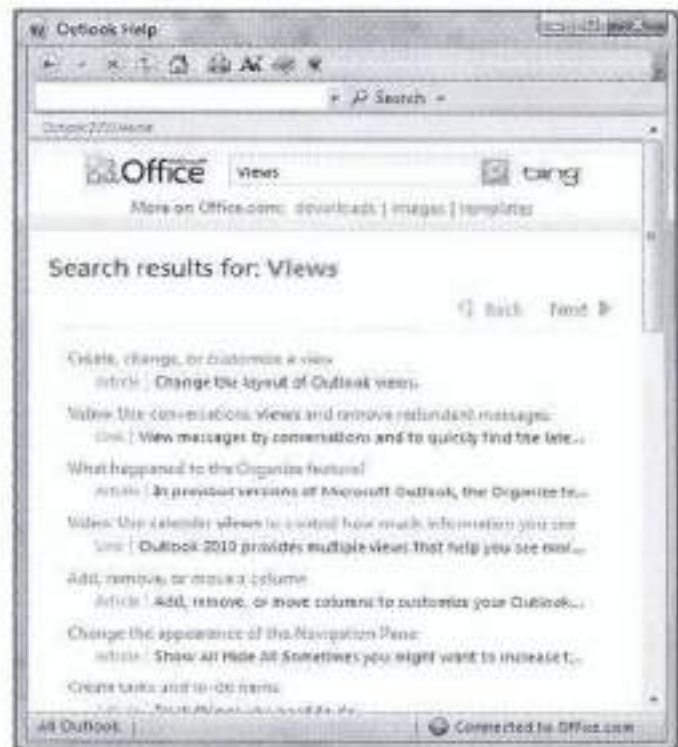 Outlook Help
Search
Office Views bing
More on Office.com: downloads | images | templates
Search results for: Views
Back Next
Create, change, or customize a view
Article | Change the layout of Outlook views.
Video: Use conversations views and remove redundant messages
Link | View messages by conversations and to quickly find the late...
What happened to the Organize feature?
Article | In previous versions of Microsoft Outlook, the Organize fe...
Video: Use calendar views to control how much information you see
Link | Outlook 2010 provides multiple views that help you see mor...
Add, remove, or move a column
Article | Add, remove, or move columns to customize your Outlook...
Change the appearance of the Navigation Pane
Article | Show All Hide All Sometimes you might want to increase t...
Create tasks and to-do items
All Outlook
Connected to Office.com